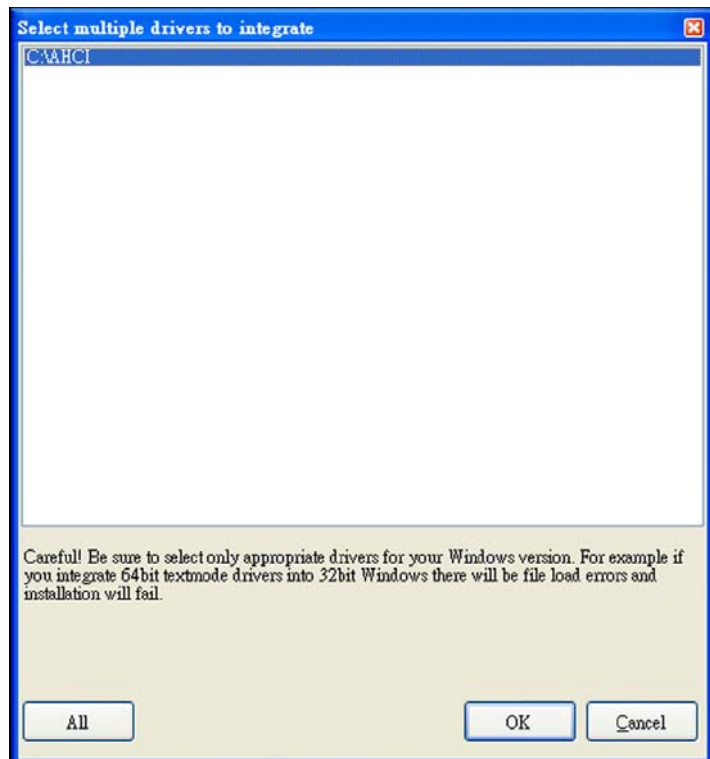 Select multiple drivers to integrate
C:\AHCI
Careful! Be sure to select only appropriate drivers for your Windows version. For example if
you integrate 64bit textmode drivers into 32bit Windows there will be file load errors and
installation will fail.
All
OK
Cancel